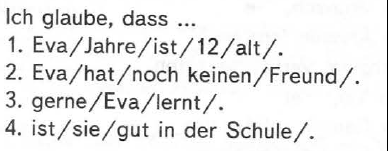 Ich glaube, dass ...
1. Eva/Jahre/ist/12/alt/.
2. Eva/hat/noch keinen/Freund/.
3. gerne/Eva/lernt/.
4. ist/sie/gut in der Schule/.